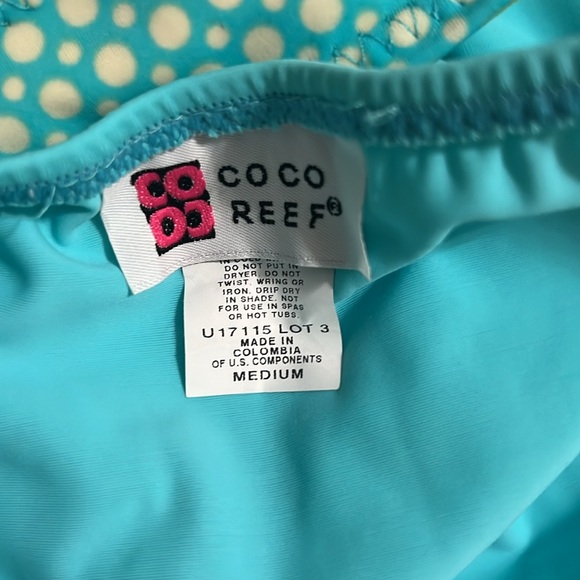 COCO
REEF®
DO NOT PUT IN
DRYER. DO NOT
TWIST, WRING OR
IRON. DRIP DRY
IN SHADE. NOT
FOR USE IN SPAS
OR HOT TUBS.
U17115 LOT 3
MADE IN
COLOMBIA
OF U.S. COMPONENTS
MEDIUM